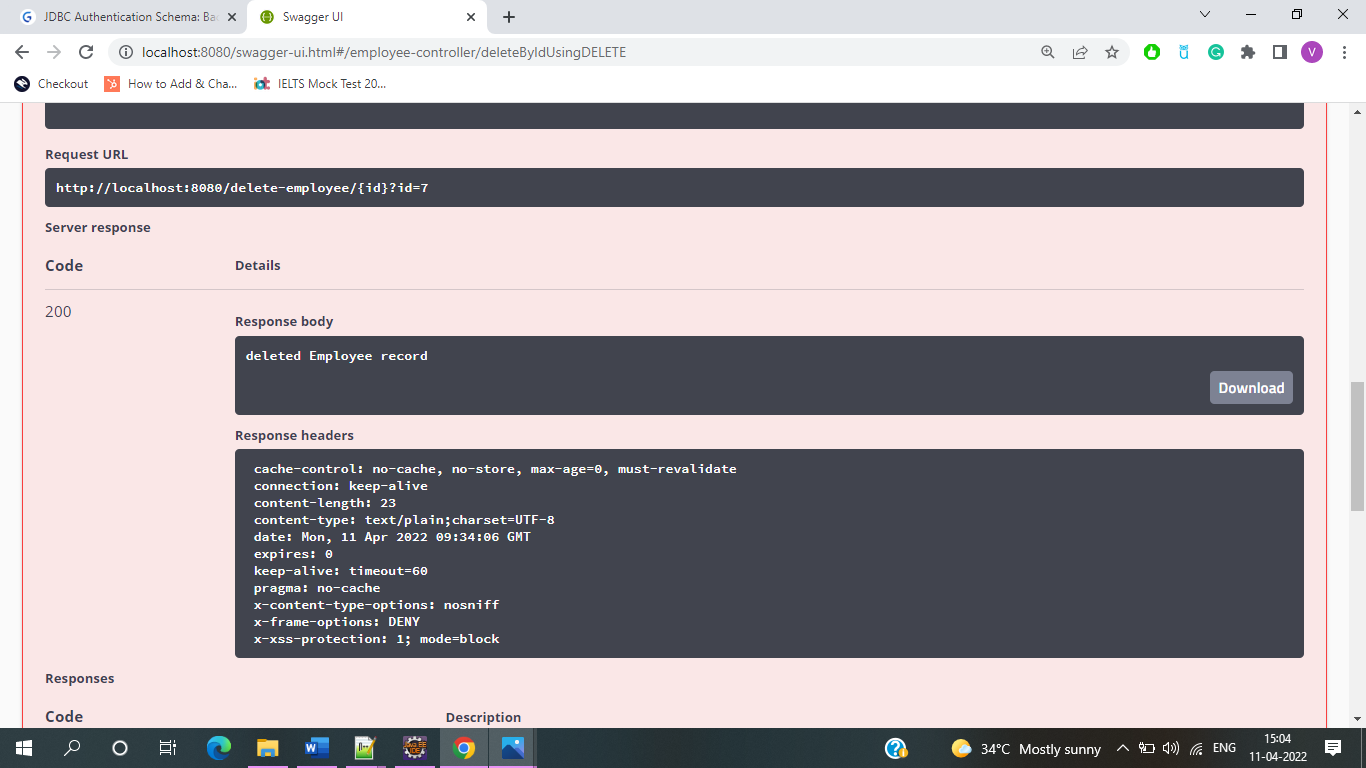 JDBC Authentication Schema: Ba
Swagger UI
localhost:8080/swagger-ui.html#/employee-controller/deleteByIdUsingDELETE
V
Checkout
How to Add & Cha...
IELTS Mock Test 20...
Request URL
http://localhost:8080/delete-employee/{id}?id=7
Server response
Code Details
200
Response body
deleted Employee record
Download
Response headers
cache-control: no-cache, no-store, max-age=0, must-revalidate
connection: keep-alive
content-length: 23
content-type: text/plain;charset=UTF-8
date: Mon, 11 Apr 2022 09:34:06 GMT
expires: 0
keep-alive: timeout=60
pragma: no-cache
x-content-type-options: nosniff
x-frame-options: DENY
x-xss-protection: 1; mode=block
Responses
Code Description
34°C Mostly sunny
ENG
15:04
11-04-2022